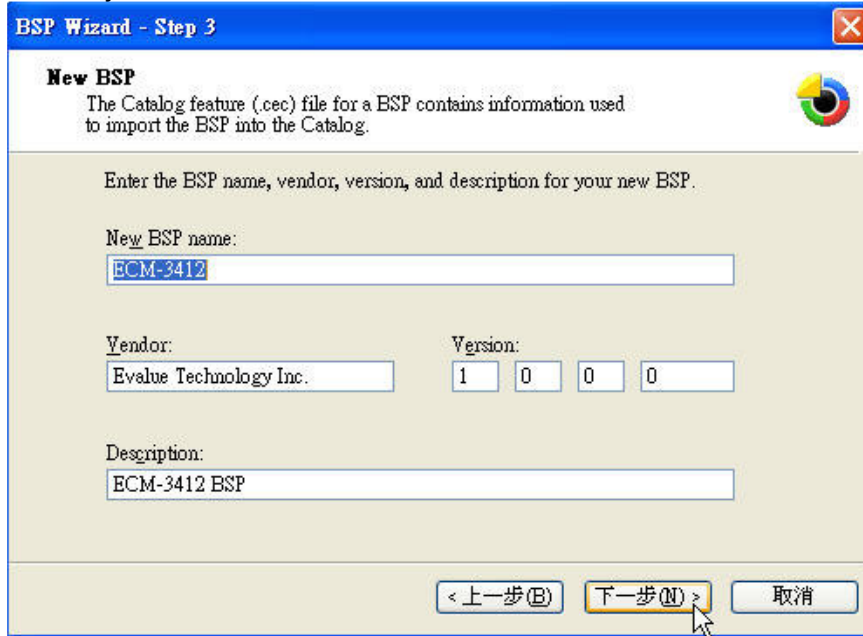 BSP Wizard - Step 3
New BSP
The Catalog feature (.cec) file for a BSP contains information used
to import the BSP into the Catalog.
Enter the BSP name, vendor, version, and description for your new BSP.
New BSP name:
ECM-3412
Vendor: Version:
Evalue Technology Inc. 1 0 0 0
Description:
ECM-3412 BSP
<上一步(B) 下一步(N)> 取消